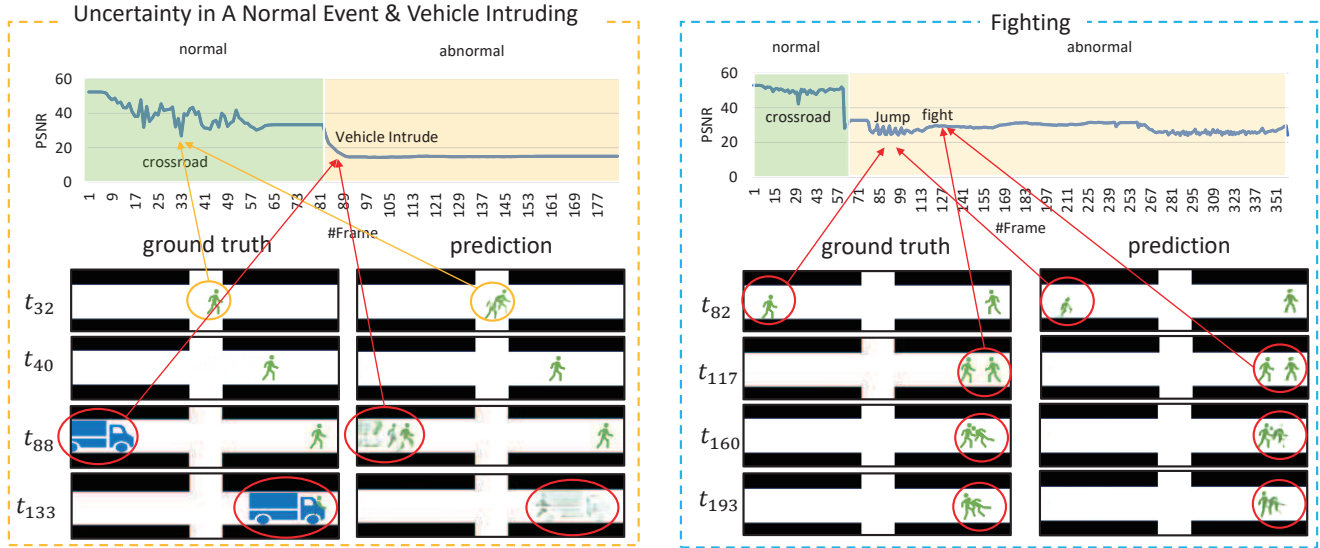 Uncertainty in A Normal Event & Vehicle Intruding
normal
abnormal
PSNR
60
40
20
0
Vehicle Intrude
crossroad
1 9 17 25 33 41 49 57 65 73 81 89 97 105 113 121 129 137 145 153 161 169 177
#Frame
ground truth
prediction
t32
t40
t88
t133
Fighting
normal
abnormal
PSNR
60
40
20
0
crossroad
Jump
fight
1 15 29 43 57 71 85 99 113 127 141 155 169 183 197 211 225 239 253 267 281 295 309 323 337 351
#Frame
ground truth
prediction
t82
t117
t160
t193